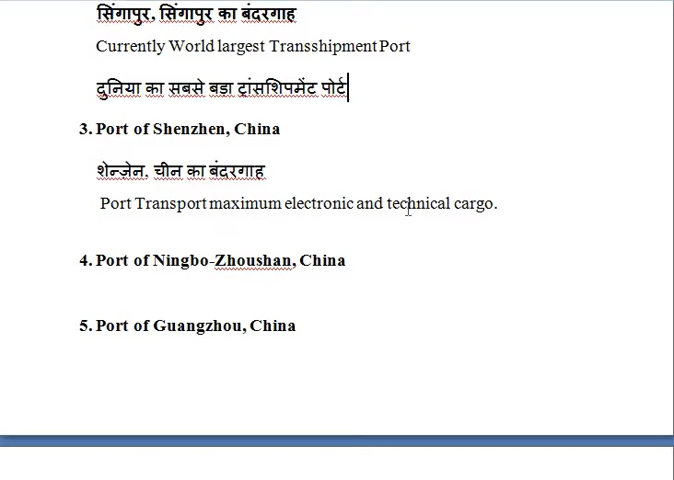 सिंगापुर, सिंगापुर का बंदरगाह
Currently World largest Transshipment Port
दुनिया का सबसे बड़ा ट्रांसशिपमेंट पोर्ट
3. Port of Shenzhen, China
शेन्ज़ेन, चीन का बंदरगाह
Port Transport maximum electronic and technical cargo.
4. Port of Ningbo-Zhoushan, China
5. Port of Guangzhou, China